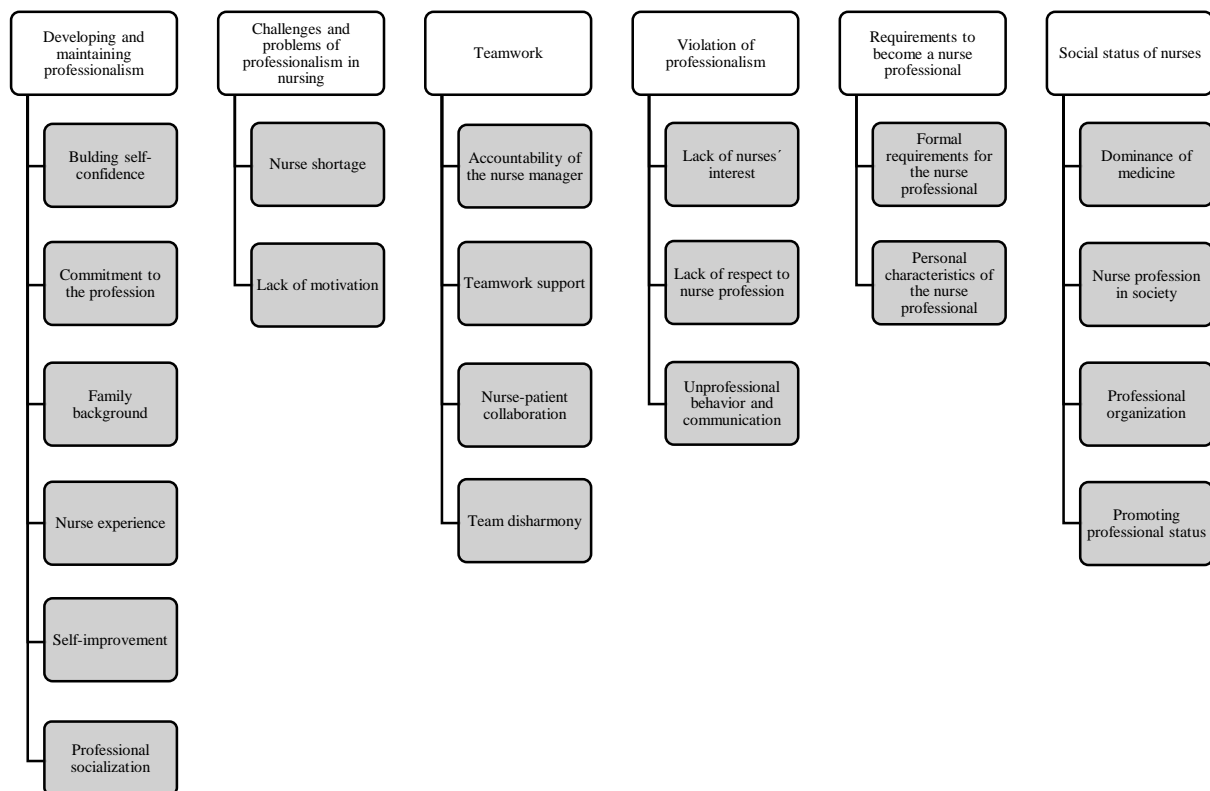 Developing and
maintaining
professionalism
Bulding self-
confidence
Commitment to
the profession
Family
background
Nurse experience
Self-improvement
Professional
socialization
Challenges and
problems of
professionalism in
nursing
Nurse shortage
Lack of motivation
Teamwork
Accountability of
the nurse manager
Teamwork support
Nurse-patient
collaboration
Team disharmony
Violation of
professionalism
Lack of nurses´
interest
Lack of respect to
nurse profession
Unprofessional
behavior and
communication
Requirements to
become a nurse
professional
Formal
requirements for
the nurse
professional
Personal
characteristics of
the nurse
professional
Social status of nurses
Dominance of
medicine
Nurse profession
in society
Professional
organization
Promoting
professional status